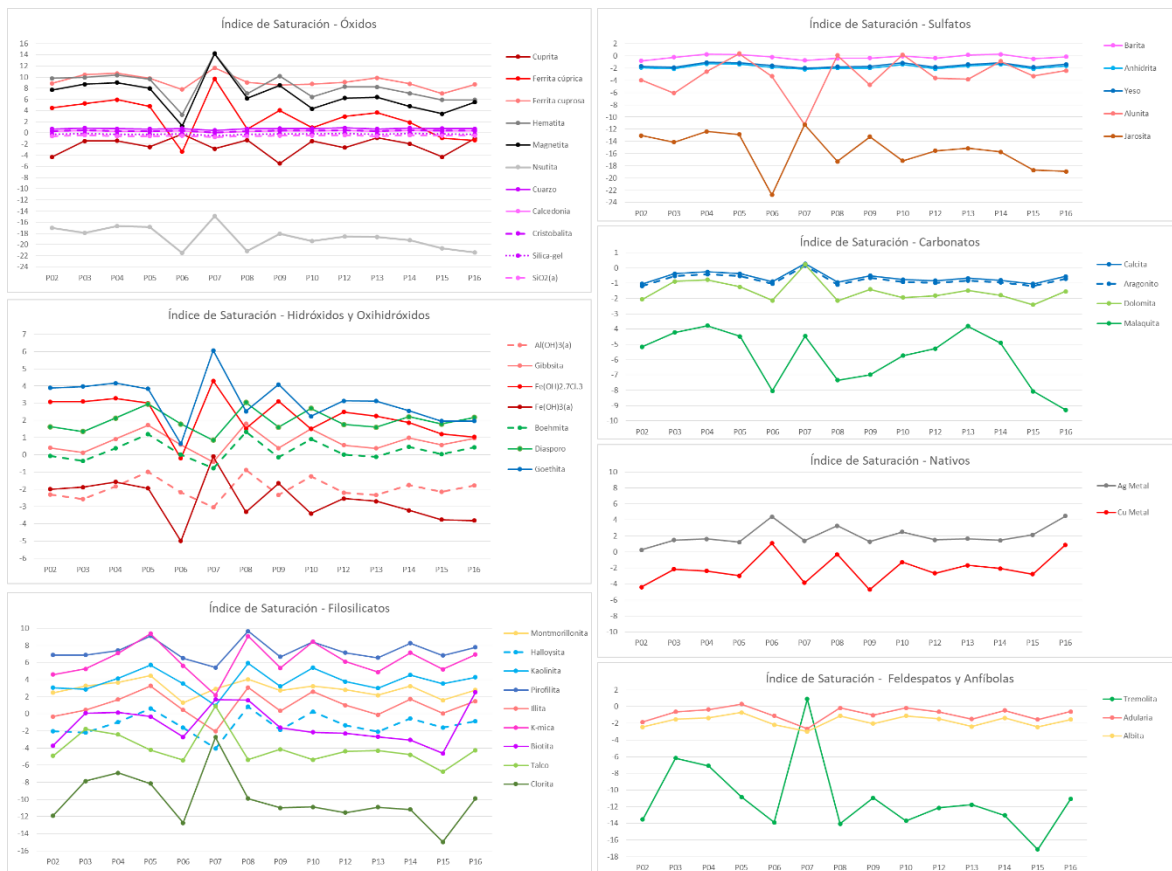 Índice de Saturación - Óxidos
16
14
12
10
8
6
4
2
0
-2
-4
-6
-8
-10
-12
-14
-16
-18
-20
-22
-24
P02 P03 P04 P05 P06 P07 P08 P09 P10 P12 P13 P14 P15 P16
Cuprita
Ferrita cúprica
Ferrita cuprosa
Hematita
Magnetita
Nsutita
Cuarzo
Calcedonia
Cristobalita
Silica-gel
SiO2(a)
Índice de Saturación - Hidróxidos y Oxihidróxidos
7
6
5
4
3
2
1
0
-1
-2
-3
-4
-5
-6
P02 P03 P04 P05 P06 P07 P08 P09 P10 P12 P13 P14 P15 P16
Al(OH)3(a)
Gibbsita
Fe(OH)2.7Cl.3
Fe(OH)3(a)
Boehmita
Diasporo
Goethita
Índice de Saturación - Filosilicatos
10
8
6
4
2
0
-2
-4
-6
-8
-10
-12
-14
-16
P02 P03 P04 P05 P06 P07 P08 P09 P10 P12 P13 P14 P15 P16
Montmorillonita
Halloysita
Kaolinita
Pirofilita
Illita
K-mica
Biotita
Talco
Clorita
Índice de Saturación - Sulfatos
2
0
-2
-4
-6
-8
-10
-12
-14
-16
-18
-20
-22
-24
P02 P03 P04 P05 P06 P07 P08 P09 P10 P12 P13 P14 P15 P16
Barita
Anhidrita
Yeso
Alunita
Jarosita
Índice de Saturación - Carbonatos
1
0
-1
-2
-3
-4
-5
-6
-7
-8
-9
10
P02 P03 P04 P05 P06 P07 P08 P09 P10 P12 P13 P14 P15 P16
Calcita
Aragonito
Dolomita
Malaquita
Índice de Saturación - Nativos
10
8
6
4
2
0
-2
-4
-6
-8
10
P02 P03 P04 P05 P06 P07 P08 P09 P10 P12 P13 P14 P15 P16
Ag Metal
Cu Metal
Índice de Saturación - Feldespatos y Anfíbolas
2
0
-2
-4
-6
-8
-10
-12
-14
-16
-18
P02 P03 P04 P05 P06 P07 P08 P09 P10 P12 P13 P14 P15 P16
Tremolita
Adularia
Albita